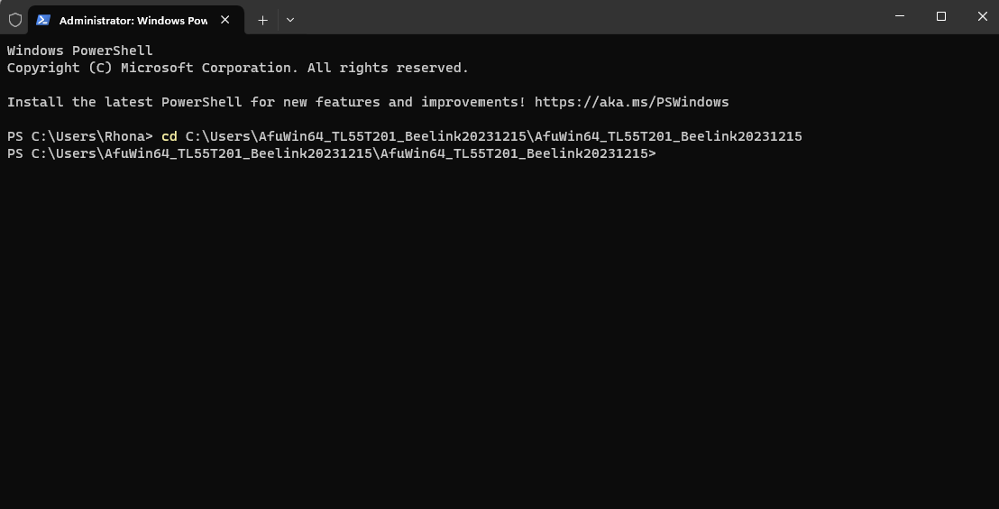 Administrator: Windows Pow
Windows PowerShell
Copyright (C) Microsoft Corporation. All rights reserved.
Install the latest PowerShell for new features and improvements! https://aka.ms/PSWindows
PS C:\Users\Rhona> cd C:\Users\AfuWin64_TL55T201_Beelink20231215\AfuWin64_TL55T201_Beelink20231215
PS C:\Users\AfuWin64_TL55T201_Beelink20231215\AfuWin64_TL55T201_Beelink20231215>